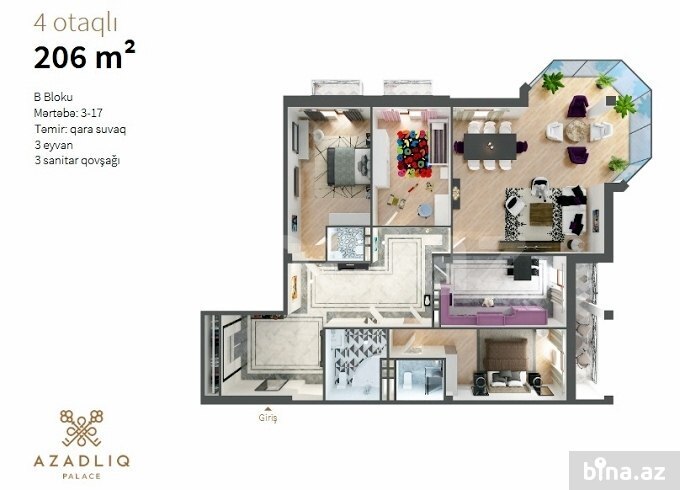 4 otaqlı
206 m²
B Bloku
Mərtəbə: 3-17
Təmir: qara suvaq
3 eyvan
3 sanitar qovşağı
Giriş
AZADLIQ
PALACE
bina.az